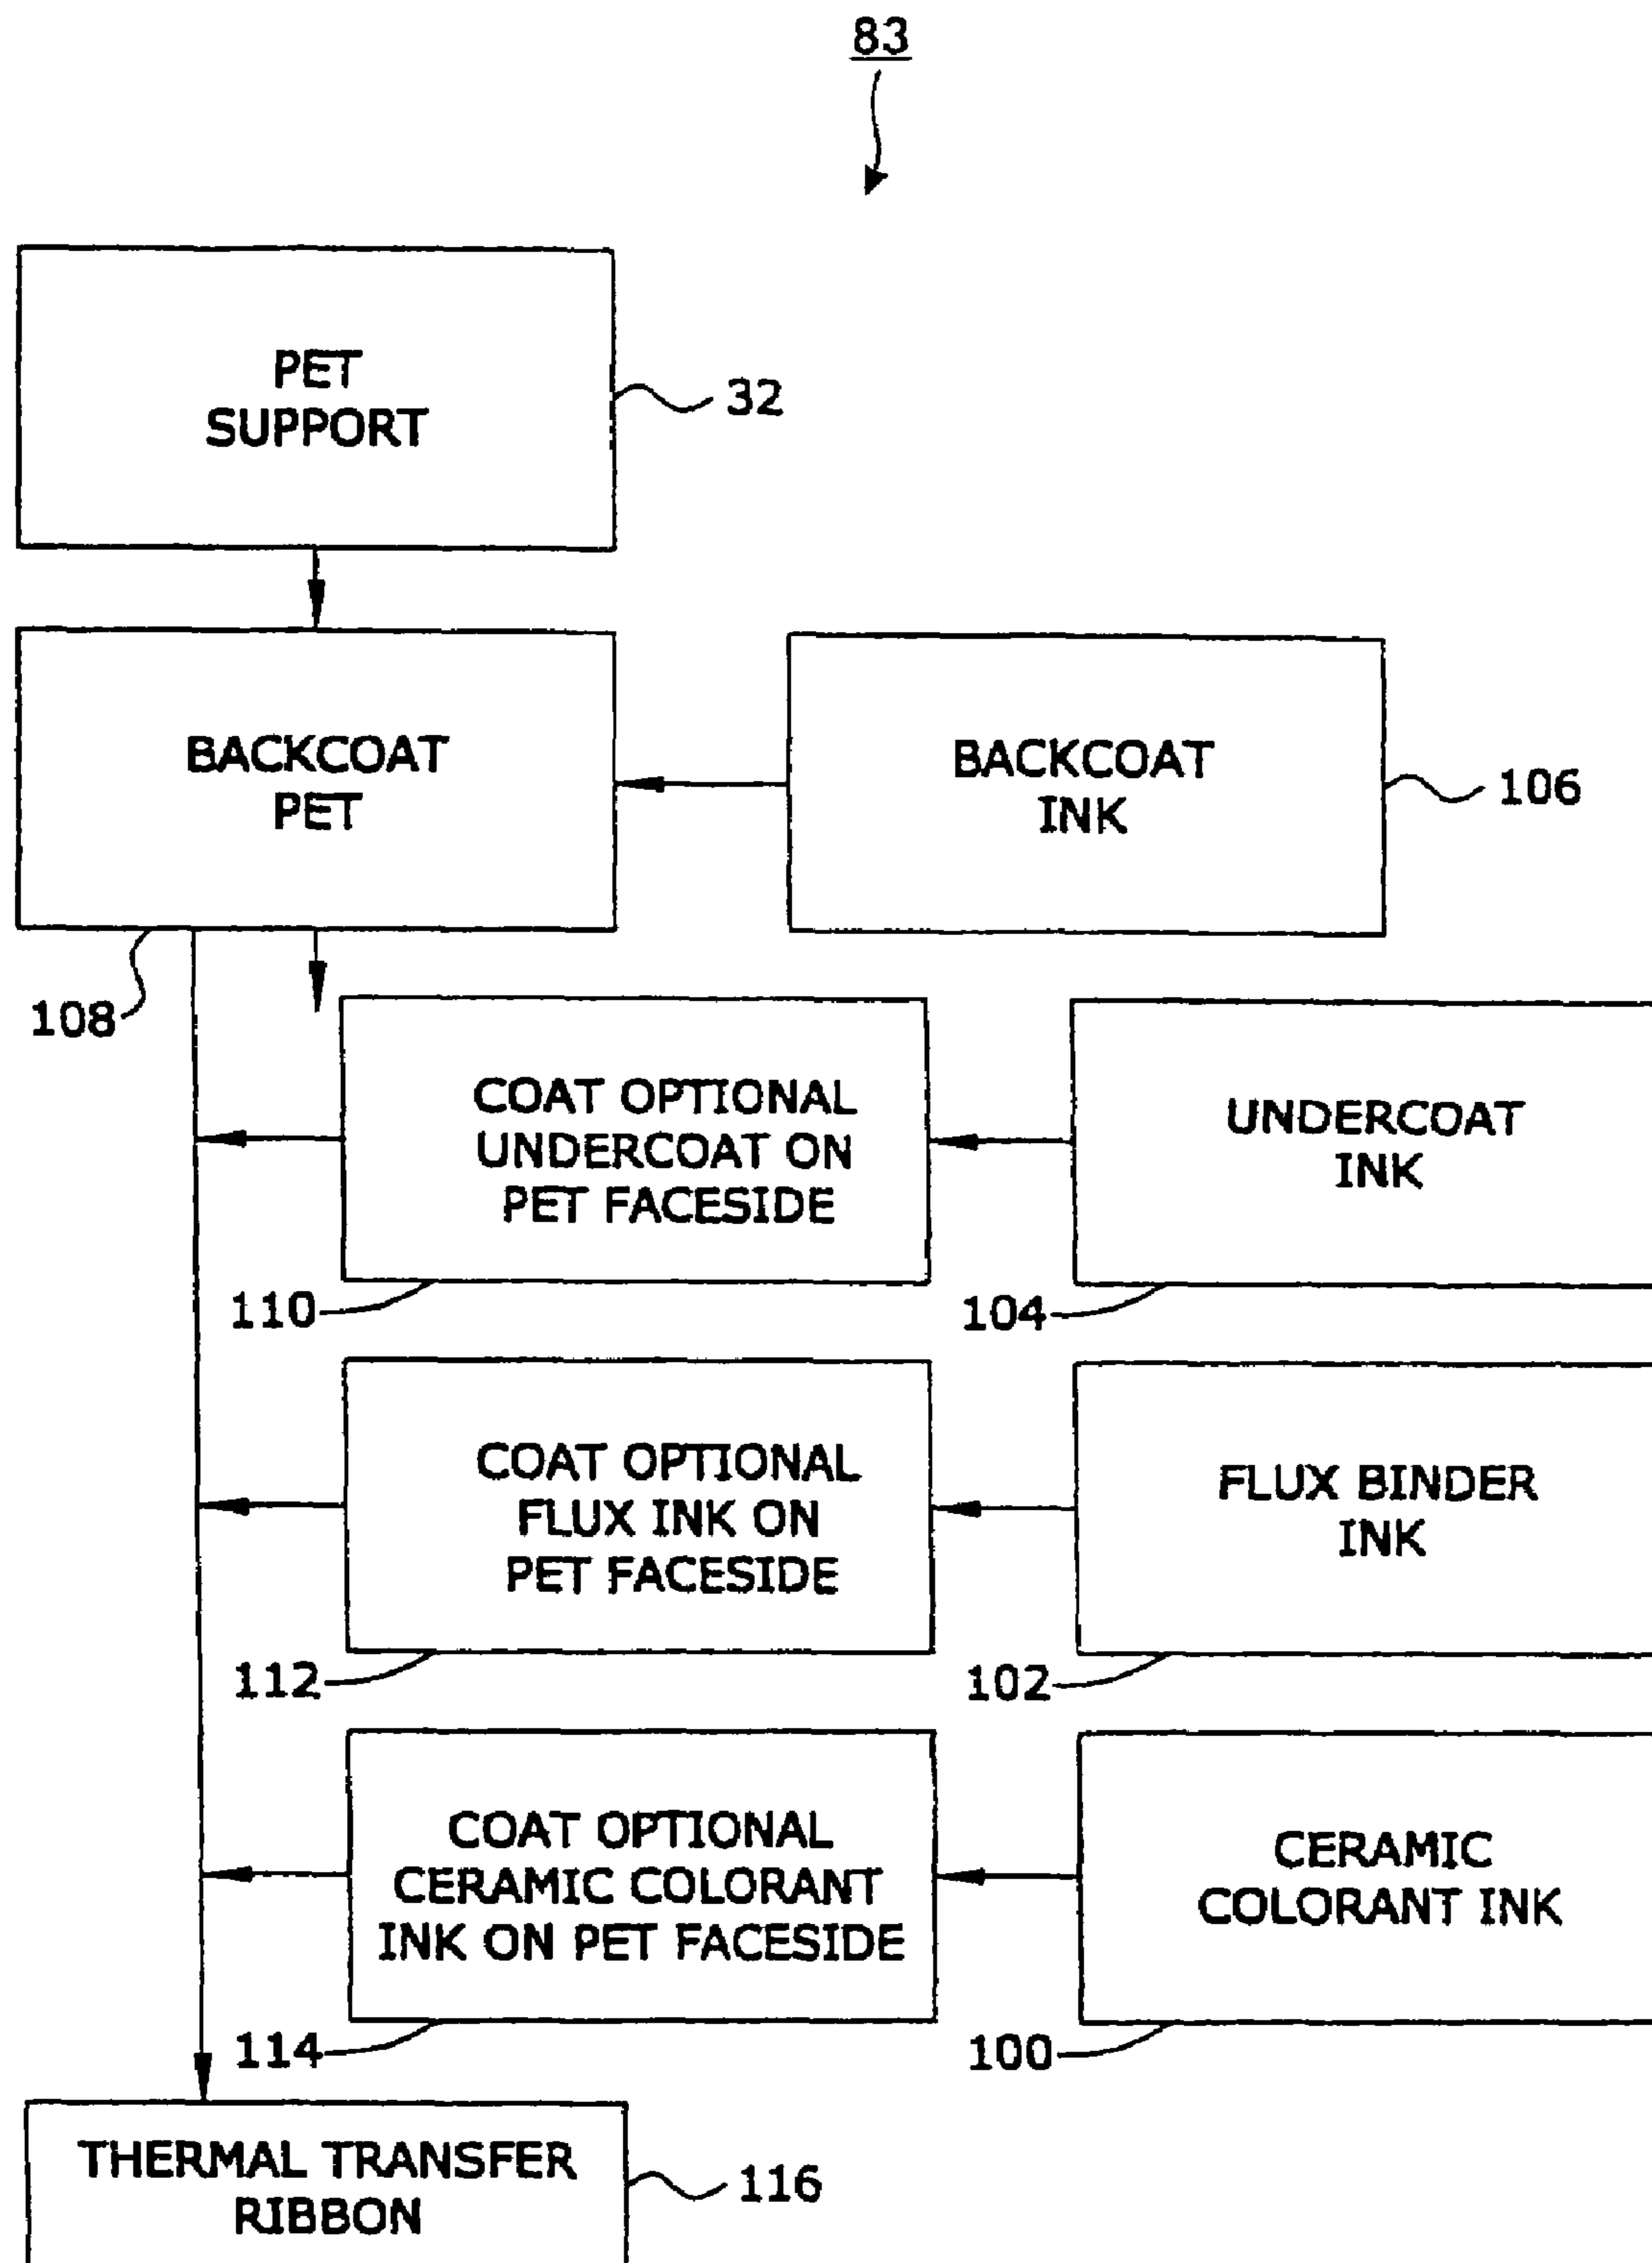 83
PET
SUPPORT
32
BACKCOAT
PET
BACKCOAT
INK
106
108
COAT OPTIONAL
UNDERCOAT ON
PET FACESIDE
UNDERCOAT
INK
110
104
COAT OPTIONAL
FLUX INK ON
PET FACESIDE
FLUX BINDER
INK
112
102
COAT OPTIONAL
CERAMIC COLORANT
INK ON PET FACESIDE
CERAMIC
COLORANT INK
114
100
THERMAL TRANSFER
RIBBON
116